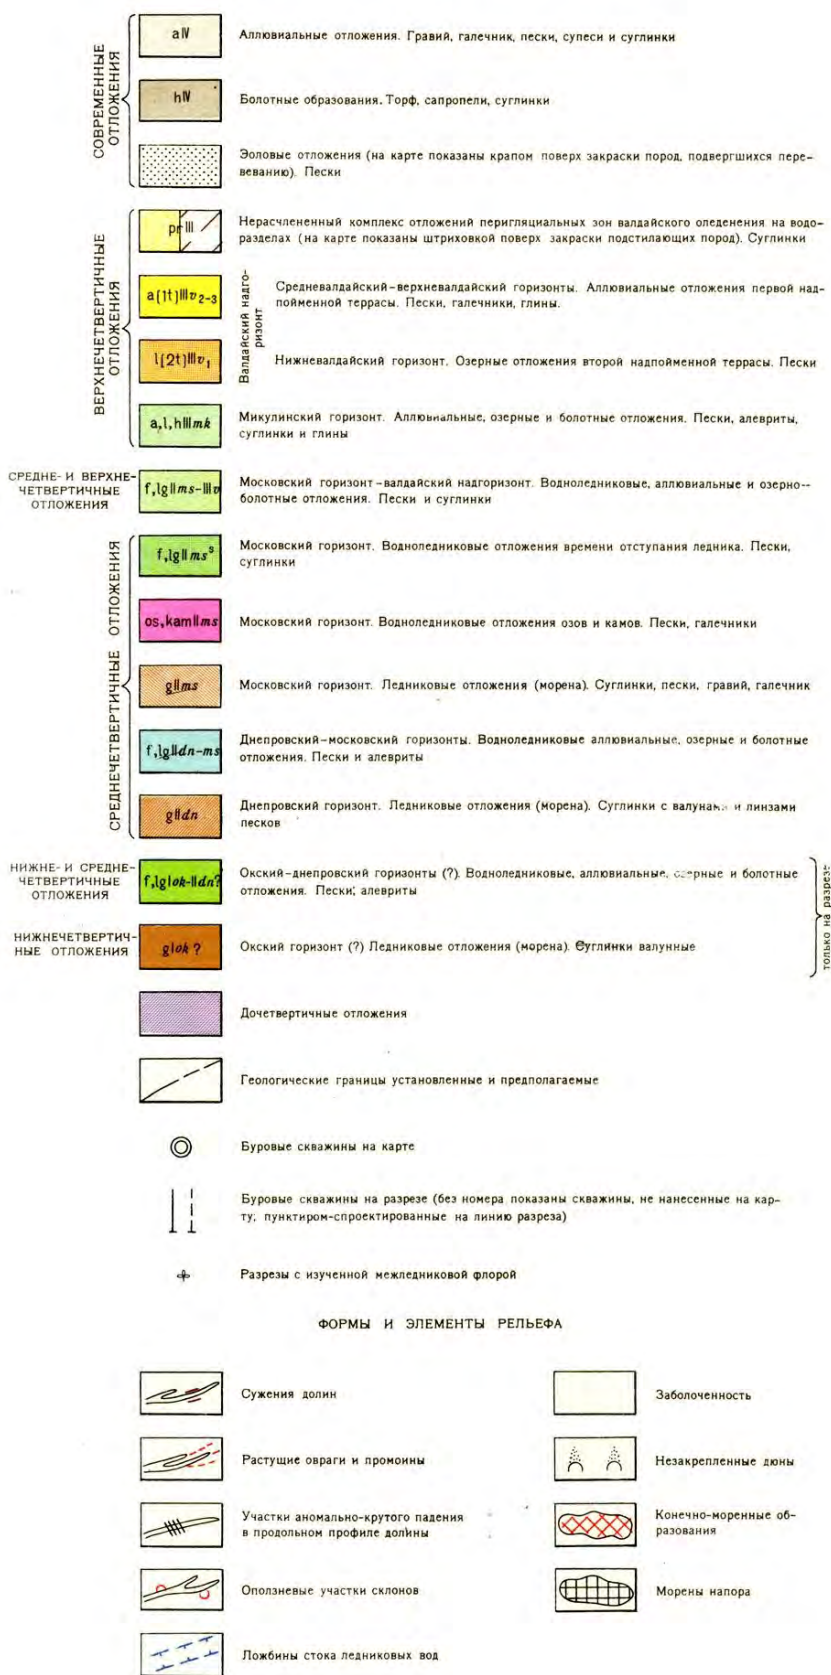 СОВРЕМЕННЫЕ
ОТЛОЖЕНИЯ
aIV
Аллювиальные отложения. Гравий, галечник, пески, супеси и суглинки
hIV
Болотные образования. Торф, сапропели, суглинки
Эоловые отложения (на карте показаны крапом поверх закраски пород, подвергшихся пере-
веванию). Пески
ВЕРХНЕЧЕТВЕРТИЧНЫЕ
ОТЛОЖЕНИЯ
prIII
Нерасчлененный комплекс отложений перигляциальных зон валдайского оледенения на водо-
разделах (на карте показаны штриховкой поверх закраски подстилающих пород). Суглинки
Валдайский надго-
ризонт
a(1t)IIIv2-3
Средневалдайский-верхневалдайский горизонты. Аллювиальные отложения первой над-
пойменной террасы. Пески, галечники, глины.
l(2t)IIIv1
Нижневалдайский горизонт. Озерные отложения второй надпойменной террасы. Пески
a,l,hIIImk
Микулинский горизонт. Аллювиальные, озерные и болотные отложения. Пески, алевриты,
суглинки и глины
СРЕДНЕ- И ВЕРХНЕ-
ЧЕТВЕРТИЧНЫЕ
ОТЛОЖЕНИЯ
f,lgIIms-IIIv
Московский горизонт-валдайский надгоризонт. Водноледниковые, аллювиальные и озерно--
болотные отложения. Пески и суглинки
СРЕДНЕЧЕТВЕРТИЧНЫЕ ОТЛОЖЕНИЯ
f,lgIIms³
Московский горизонт. Водноледниковые отложения времени отступания ледника. Пески,
суглинки
os,kamIIms
Московский горизонт. Водноледниковые отложения озов и камов. Пески, галечники
gIIms
Московский горизонт. Ледниковые отложения (морена). Суглинки, пески, гравий, галечник
f,lgIIdn-ms
Днепровский-московский горизонты. Водноледниковые аллювиальные, озерные и болотные
отложения. Пески и алевриты
gIIdn
Днепровский горизонт. Ледниковые отложения (морена). Суглинки с валунами и линзами
песков
НИЖНЕ- И СРЕДНЕ-
ЧЕТВЕРТИЧНЫЕ
ОТЛОЖЕНИЯ
f,lgIok-IIdn?
Окский-днепровский горизонты (?). Водноледниковые, аллювиальные, озерные и болотные
отложения. Пески, алевриты
только на разрезе
НИЖНЕЧЕТВЕРТИЧ-
НЫЕ ОТЛОЖЕНИЯ
gIok ?
Окский горизонт (?) Ледниковые отложения (морена). Суглинки валунные
Дочетвертичные отложения
Геологические границы установленные и предполагаемые
Буровые скважины на карте
Буровые скважины на разрезе (без номера показаны скважины, не нанесенные на кар-
ту; пунктиром-спроектированные на линию разреза)
Разрезы с изученной межледниковой флорой
ФОРМЫ И ЭЛЕМЕНТЫ РЕЛЬЕФА
Сужения долин
Заболоченность
Растущие овраги и промоины
Незакрепленные дюны
Участки аномально-крутого падения
в продольном профиле долины
Конечно-моренные об-
разования
Оползневые участки склонов
Морены напора
Ложбины стока ледниковых вод